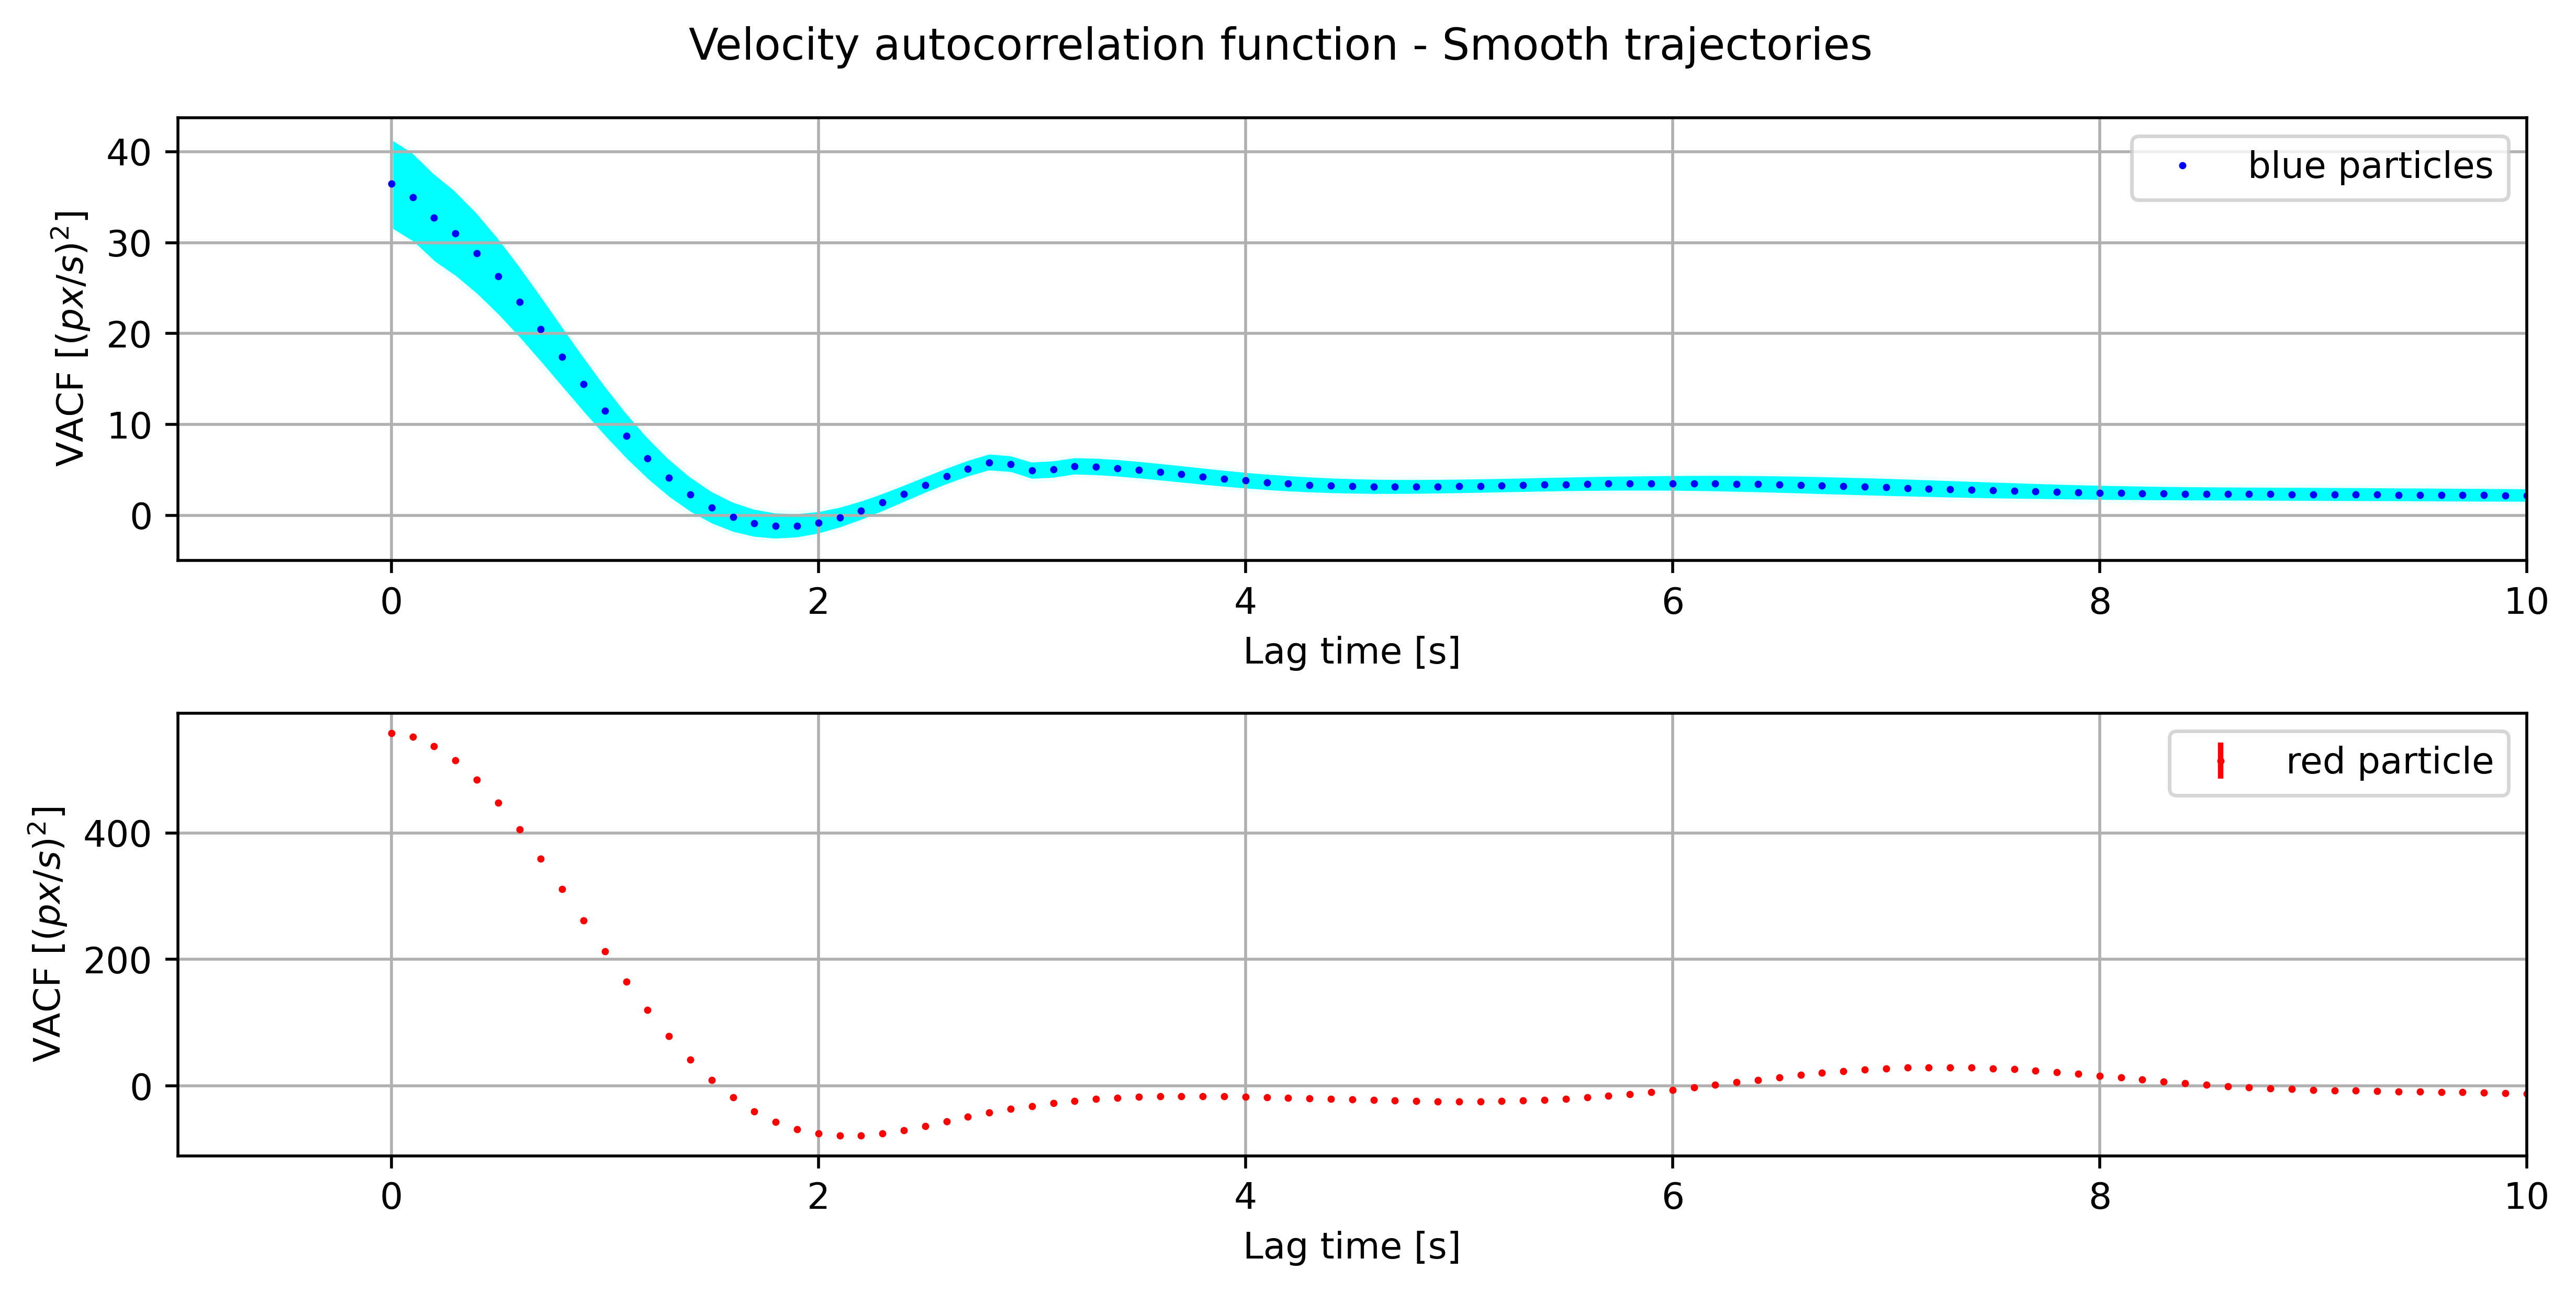 Velocity autocorrelation function - Smooth trajectories
40
30
20
10
0
VACF [(px/s)²]
blue particles
0 2 4 6 8 10
Lag time [s]
400
200
0
VACF [(px/s)²]
red particle
0 2 4 6 8 10
Lag time [s]